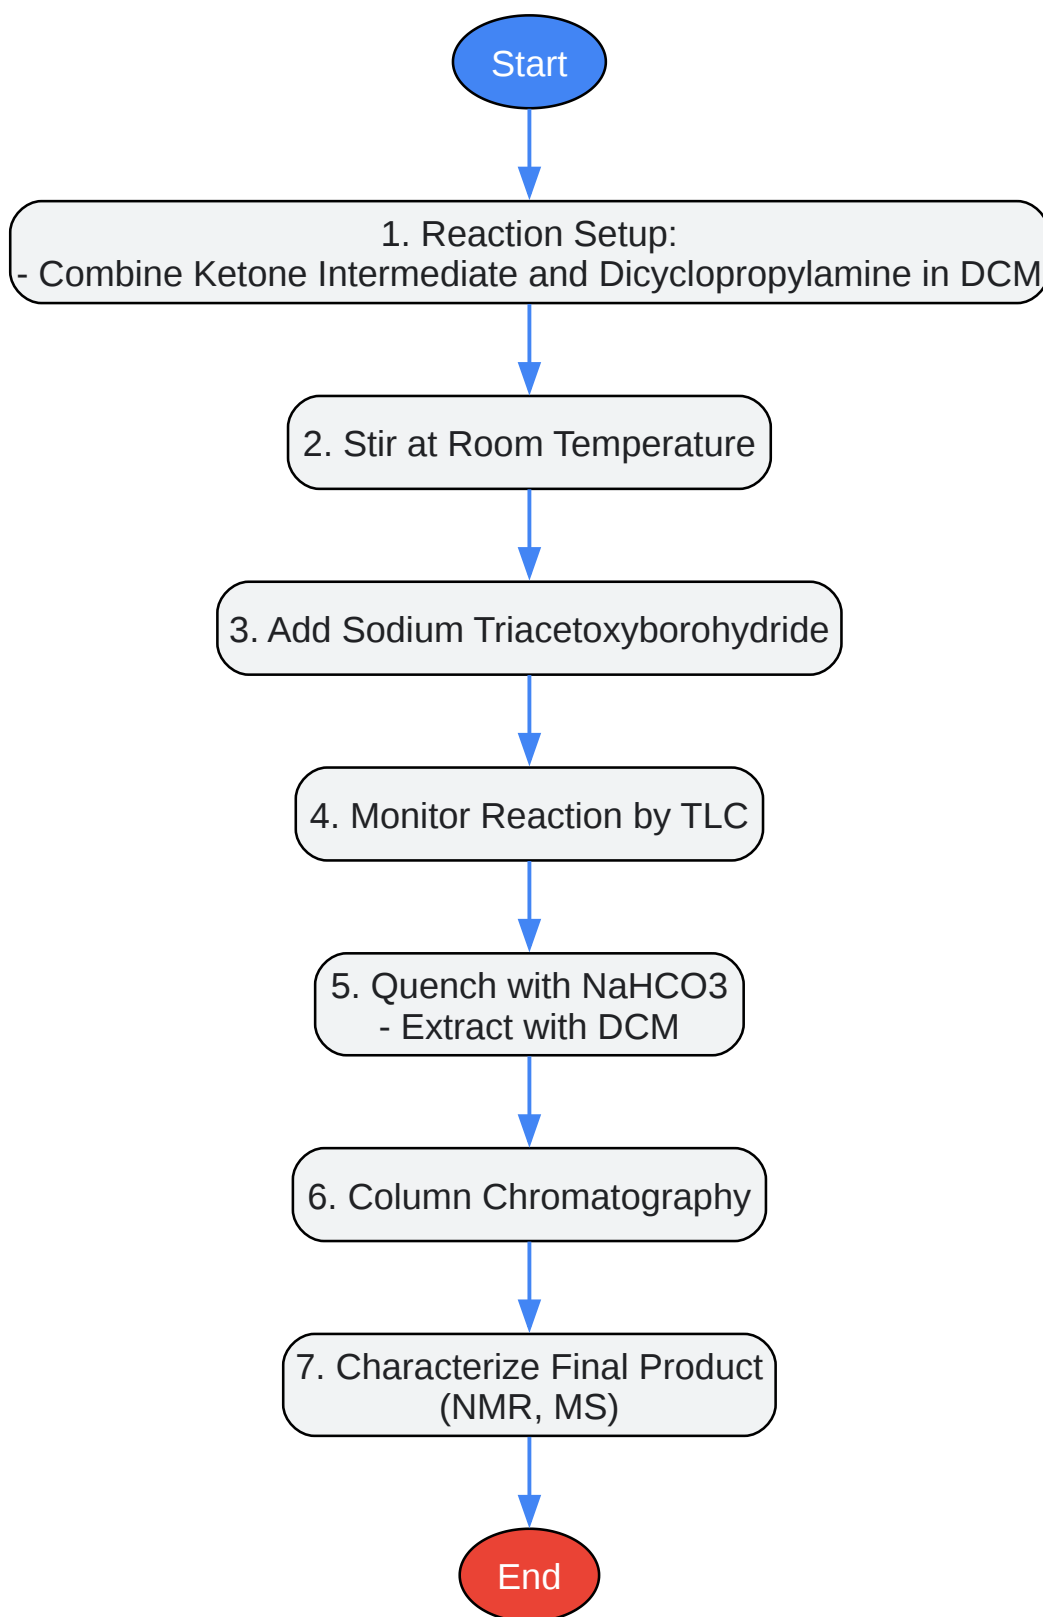 Start
1. Reaction Setup:
- Combine Ketone Intermediate and Dicyclopropylamine in DCM
2. Stir at Room Temperature
3. Add Sodium Triacetoxyborohydride
4. Monitor Reaction by TLC
5. Quench with NaHCO3
- Extract with DCM
6. Column Chromatography
7. Characterize Final Product
(NMR, MS)
End